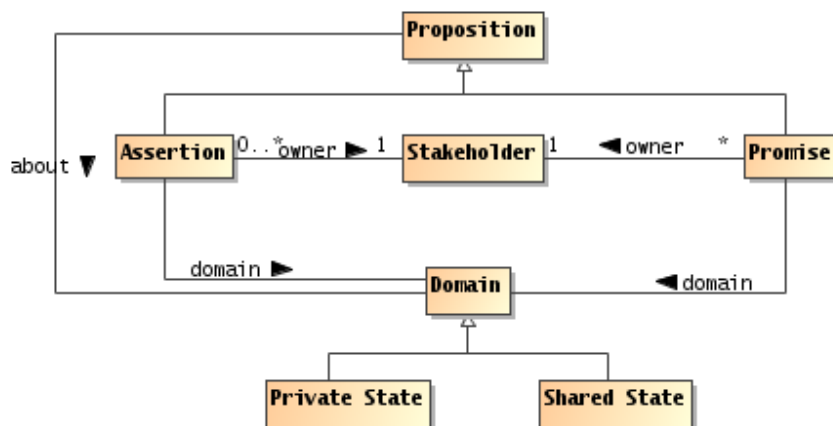 Proposition
Assertion
0..*
owner
1
Stakeholder
1
owner
*
Promise
about
domain
Domain
domain
Private State
Shared State